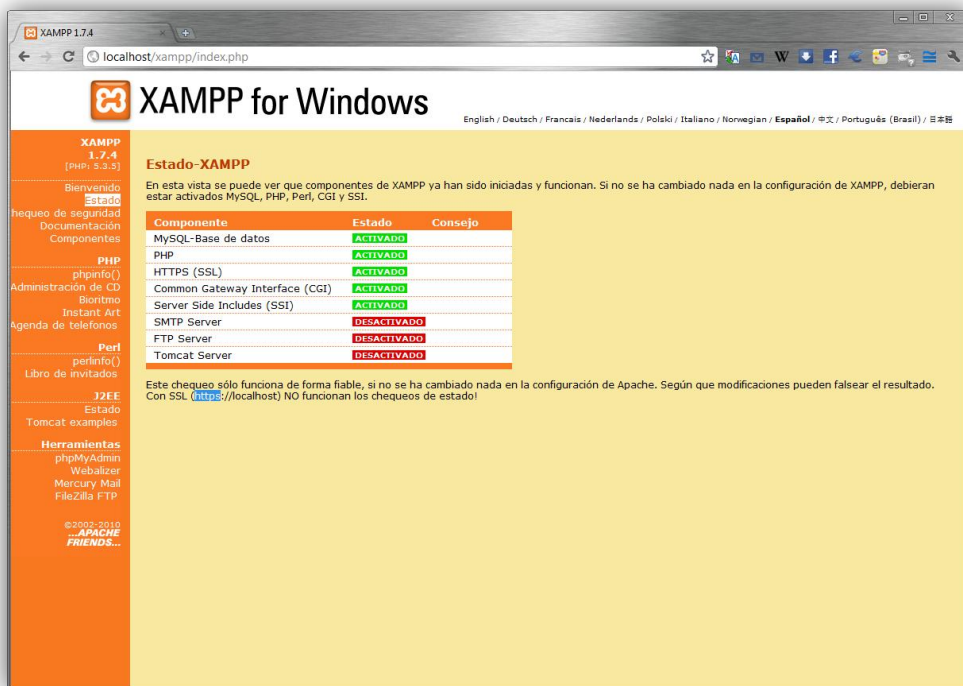 XAMPP 1.7.4
localhost/xampp/index.php
W
f
XAMPP for Windows
English / Deutsch / Francais / Nederlands / Polski / Italiano / Norwegian / Español / 中文 / Português (Brasil) / 日本語
XAMPP
1.7.4
[PHP: 5.3.5]
Bienvenido
Estado
hequeo de seguridad
Documentación
Componentes
PHP
phpinfo()
Administración de CD
Bioritmo
Instant Art
Agenda de telefonos
Perl
perlinfo()
Libro de invitados
J2EE
Estado
Tomcat examples
Herramientas
phpMyAdmin
Webalizer
Mercury Mail
FileZilla FTP
©2002-2010
...APACHE
FRIENDS...
Estado-XAMPP
En esta vista se puede ver que componentes de XAMPP ya han sido iniciadas y funcionan. Si no se ha cambiado nada en la configuración de XAMPP, debieran
estar activados MySQL, PHP, Perl, CGI y SSI.
Componente Estado Consejo
MySQL-Base de datos ACTIVADO
PHP ACTIVADO
HTTPS (SSL) ACTIVADO
Common Gateway Interface (CGI) ACTIVADO
Server Side Includes (SSI) ACTIVADO
SMTP Server DESACTIVADO
FTP Server DESACTIVADO
Tomcat Server DESACTIVADO
Este chequeo sólo funciona de forma fiable, si no se ha cambiado nada en la configuración de Apache. Según que modificaciones pueden falsear el resultado.
Con SSL (https://localhost) NO funcionan los chequeos de estado!